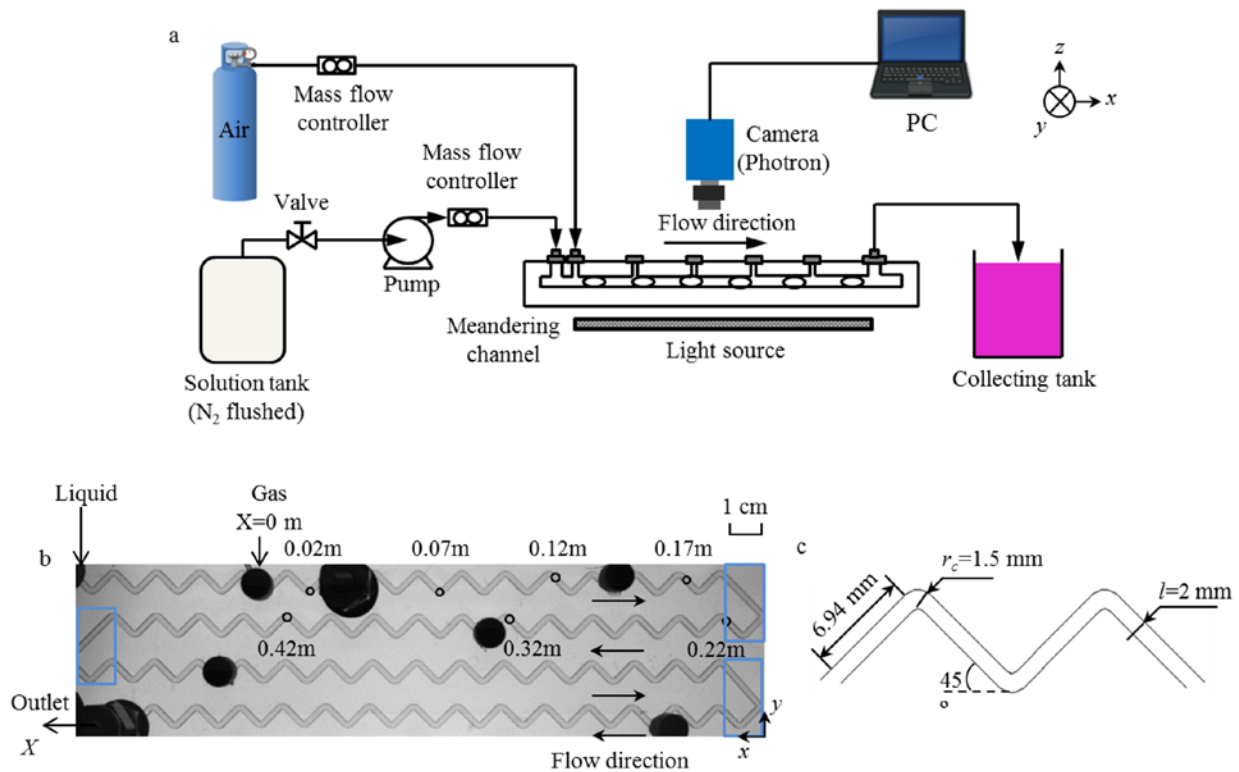 a
Air
Mass flow
controller
Mass flow
controller
Valve
Pump
Solution tank
(N₂ flushed)
Camera
(Photron)
PC
z
x
y
Flow direction
Meandering
channel
Light source
Collecting tank
b
Liquid
Gas
X=0 m
0.02m
0.07m
0.12m
0.17m
1 cm
0.42m
0.32m
0.22m
Outlet
X
y
x
Flow direction
c
6.94 mm
r_c=1.5 mm
l=2 mm
45
°